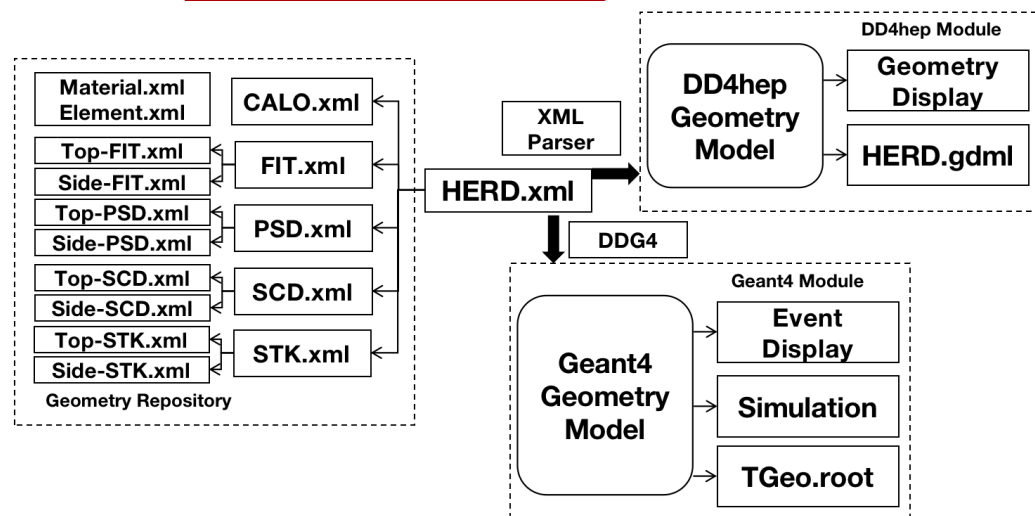 DD4hep Module
DD4hep
Geometry
Model
Geometry
Display
HERD.gdml
Material.xml
Element.xml
CALO.xml
Top-FIT.xml
Side-FIT.xml
FIT.xml
Top-PSD.xml
Side-PSD.xml
PSD.xml
Top-SCD.xml
Side-SCD.xml
SCD.xml
Top-STK.xml
Side-STK.xml
STK.xml
Geometry Repository
XML
Parser
HERD.xml
DDG4
Geant4 Module
Geant4
Geometry
Model
Event
Display
Simulation
TGeo.root